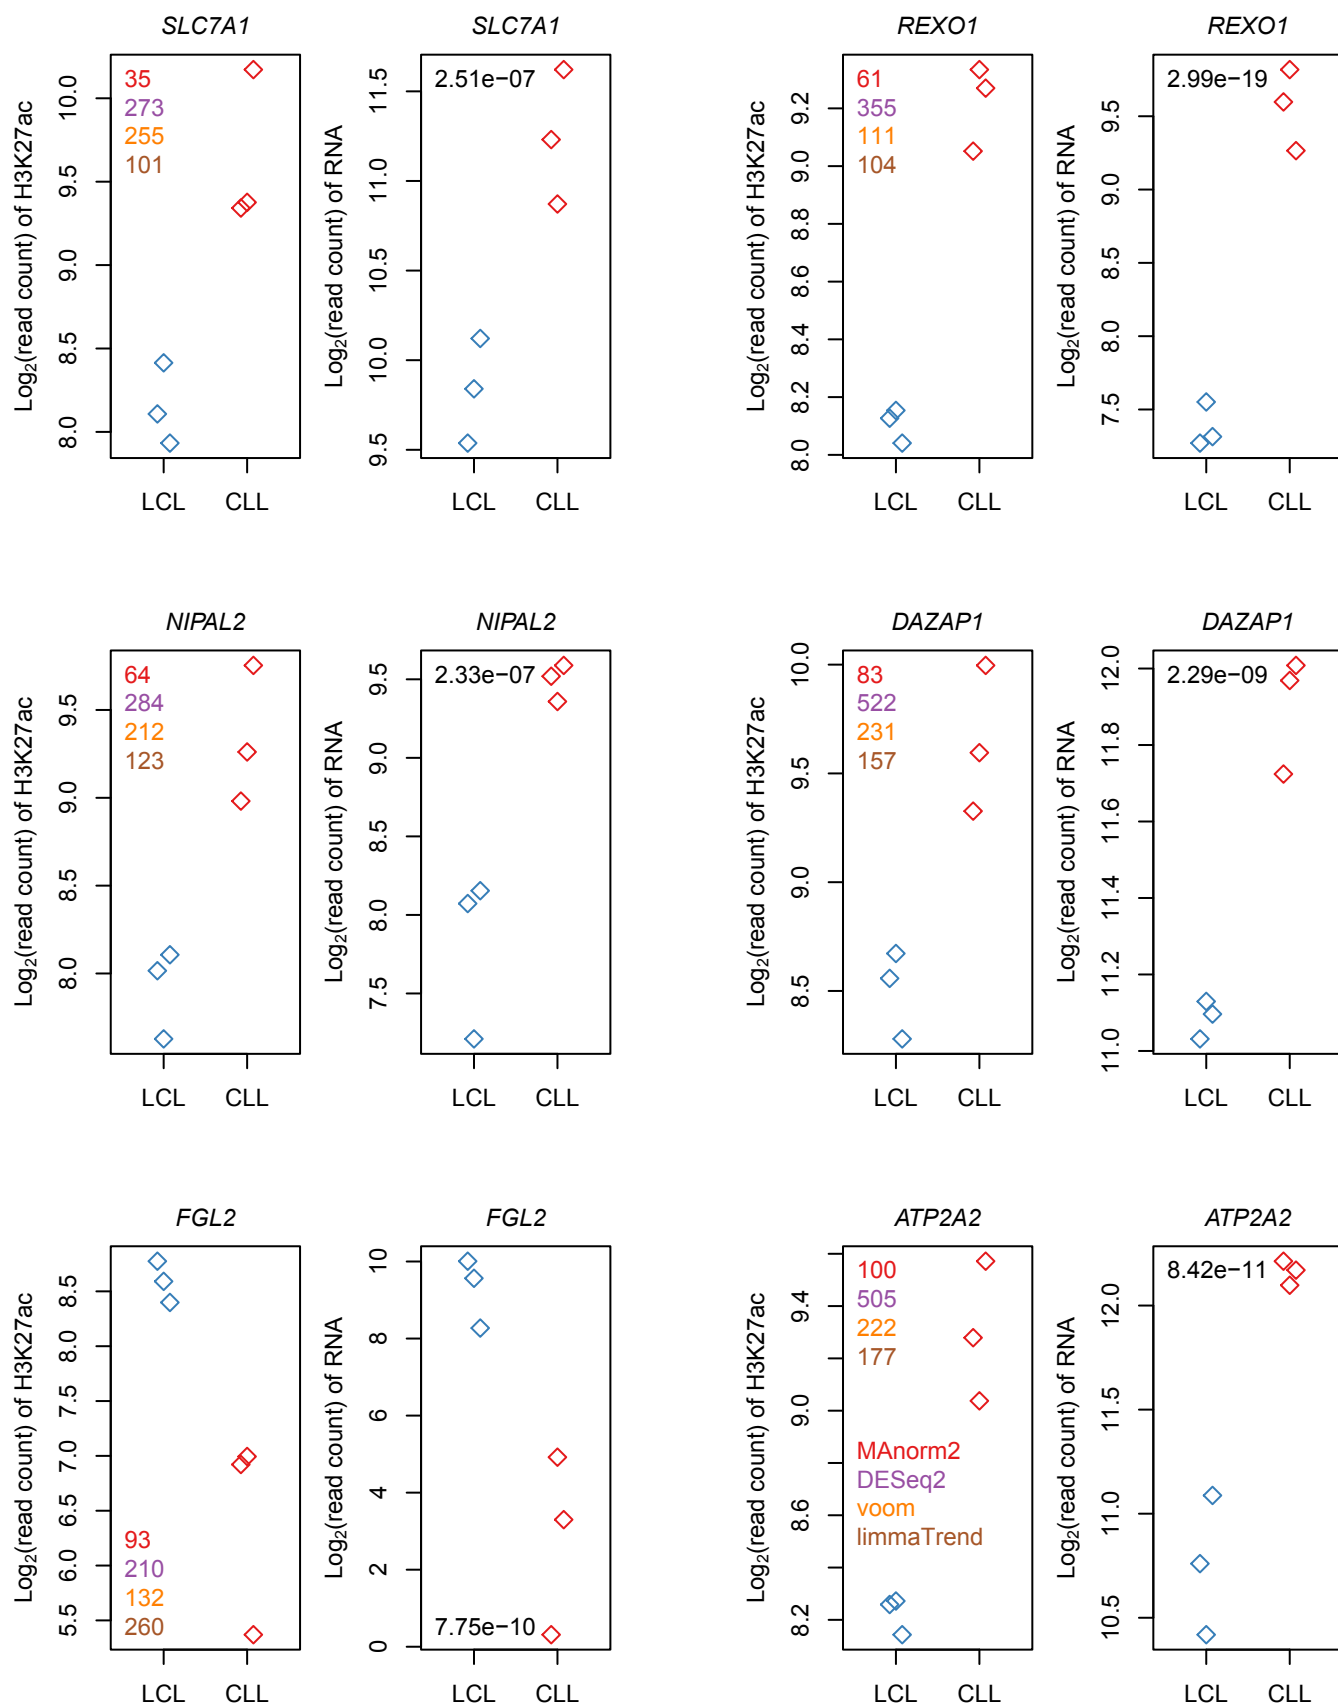 SLC7A1
Log2(read count) of H3K27ac
10.0
9.5
9.0
8.5
8.0
35
273
255
101
LCL CLL
SLC7A1
Log2(read count) of RNA
11.5
11.0
10.5
10.0
9.5
2.51e−07
LCL CLL
REXO1
Log2(read count) of H3K27ac
9.2
9.0
8.8
8.6
8.4
8.2
8.0
61
355
111
104
LCL CLL
REXO1
Log2(read count) of RNA
9.5
9.0
8.5
8.0
7.5
2.99e−19
LCL CLL
NIPAL2
Log2(read count) of H3K27ac
9.5
9.0
8.5
8.0
64
284
212
123
LCL CLL
NIPAL2
Log2(read count) of RNA
9.5
9.0
8.5
8.0
7.5
2.33e−07
LCL CLL
DAZAP1
Log2(read count) of H3K27ac
10.0
9.5
9.0
8.5
83
522
231
157
LCL CLL
DAZAP1
Log2(read count) of RNA
12.0
11.8
11.6
11.4
11.2
11.0
2.29e−09
LCL CLL
FGL2
Log2(read count) of H3K27ac
8.5
8.0
7.5
7.0
6.5
6.0
5.5
93
210
132
260
LCL CLL
FGL2
Log2(read count) of RNA
10
8
6
4
2
0
7.75e−10
LCL CLL
ATP2A2
Log2(read count) of H3K27ac
9.4
9.0
8.6
8.2
100
505
222
177
MAnorm2
DESeq2
voom
limmaTrend
LCL CLL
ATP2A2
Log2(read count) of RNA
12.0
11.5
11.0
10.5
8.42e−11
LCL CLL